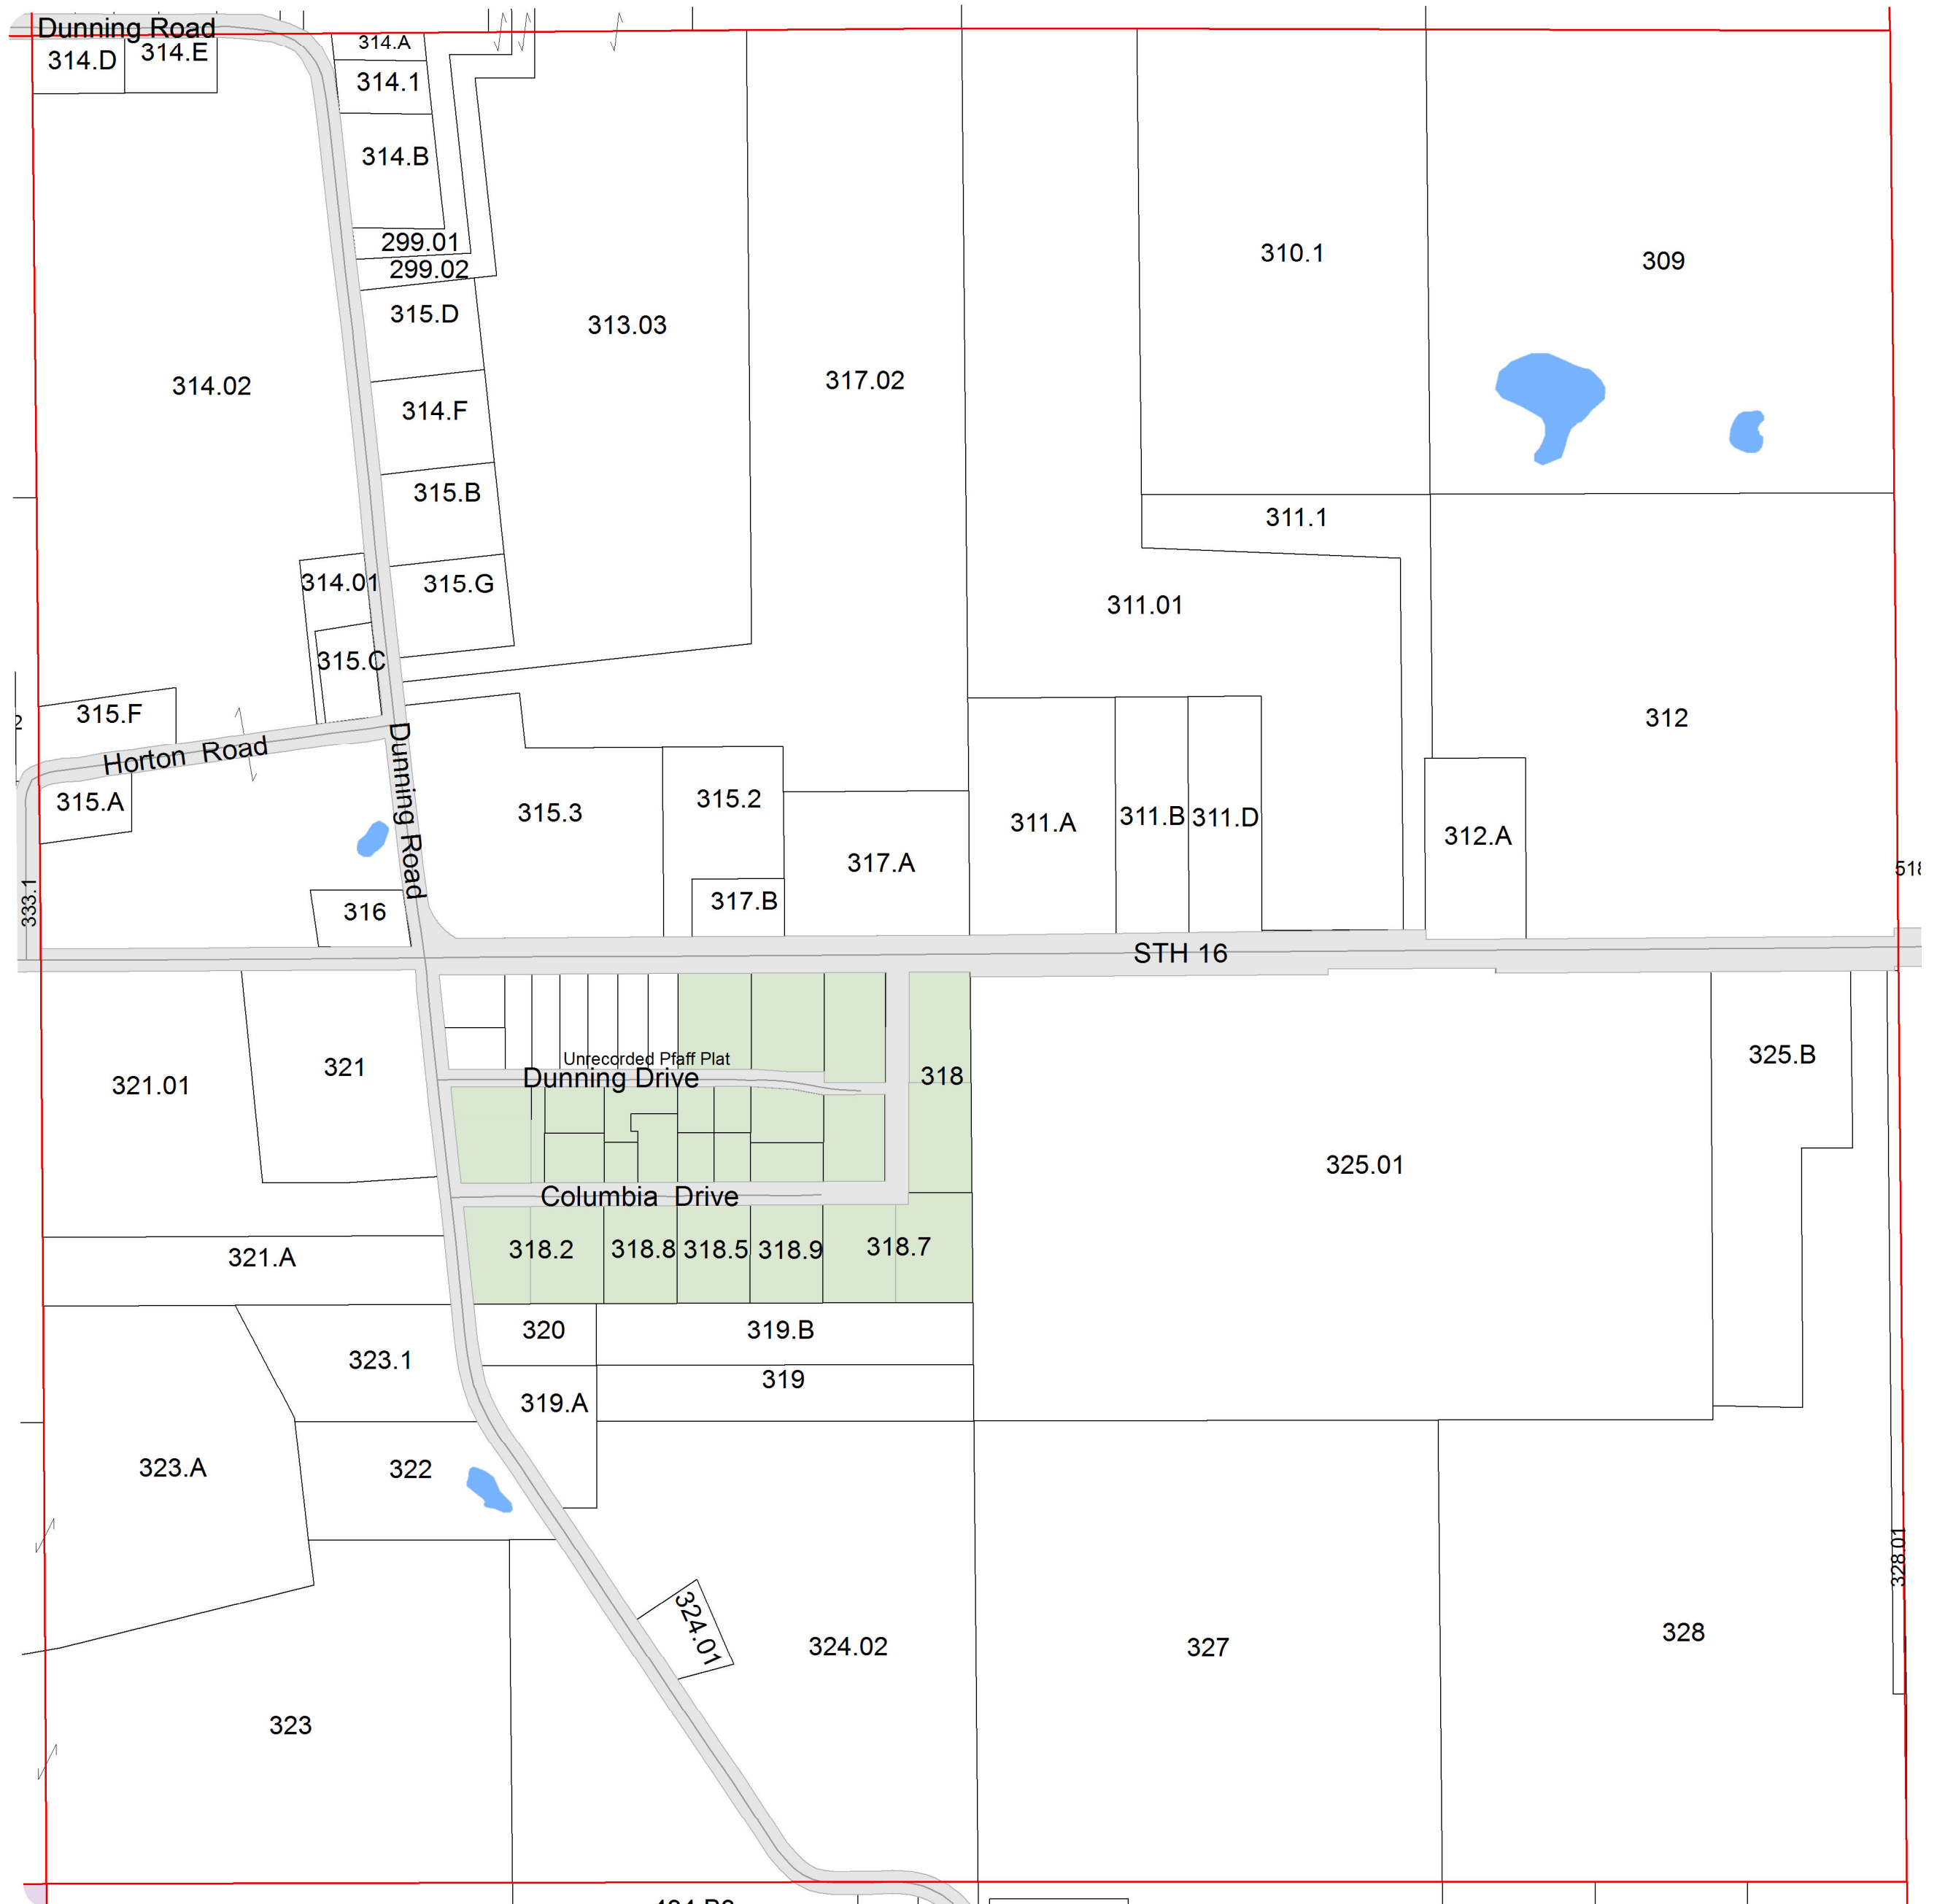 Dunning Road
314.D
314.E
314.A
314.1
314.B
299.01
299.02
310.1
309
315.D
313.03
314.02
317.02
314.F
315.B
311.1
314.01
315.G
311.01
315.C
315.F
312
Horton Road
Dunning Road
315.A
315.3
315.2
311.A
311.B
311.D
312.A
317.A
333.1
316
317.B
STH 16
321.01
321
Unrecorded Pfaff Plat
Dunning Drive
318
325.B
325.01
Columbia Drive
321.A
318.2
318.8
318.5
318.9
318.7
320
319.B
323.1
319.A
319
323.A
322
328.01
324.01
324.02
327
328
323